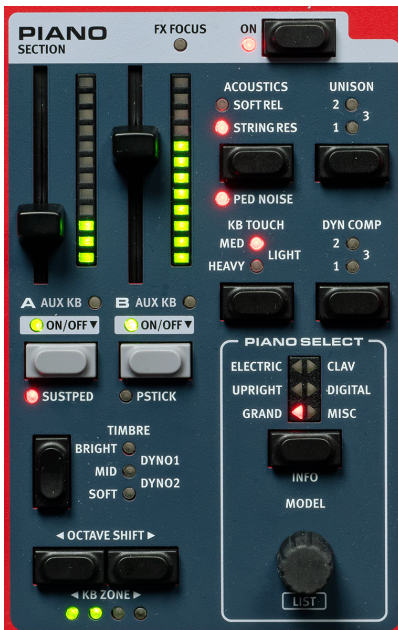 PIANO
SECTION
FX FOCUS
ON
ACOUSTICS
SOFT REL
STRING RES
PED NOISE
UNISON
2
3
1
KB TOUCH
MED
LIGHT
HEAVY
DYN COMP
2
3
1
A AUX KB
B AUX KB
ON/OFF▼
ON/OFF▼
SUSTPED
PSTICK
TIMBRE
BRIGHT
DYNO1
MID
DYNO2
SOFT
◄ OCTAVE SHIFT ►
◄ KB ZONE ►
PIANO SELECT
ELECTRIC CLAV
UPRIGHT DIGITAL
GRAND MISC
INFO
MODEL
LIST